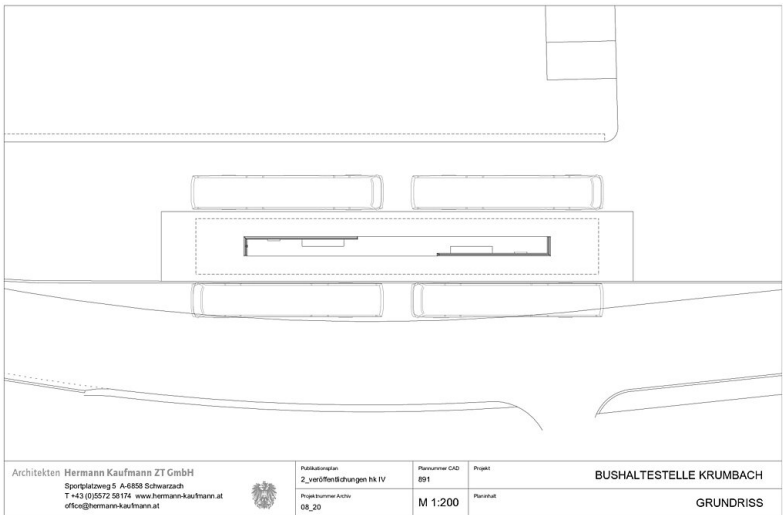 Architekten Hermann Kaufmann ZT GmbH
Sportplatzweg 5 A-6858 Schwarzach
T +43 (0)5572 58174 www.hermann-kaufmann.at
office@hermann-kaufmann.at
Publikationsplan
2_veröffentlichungen hk IV
Projektnummer Archiv
08_20
Plannummer CAD
891
M 1:200
Projekt
BUSHALTESTELLE KRUMBACH
Planinhalt
GRUNDRISS